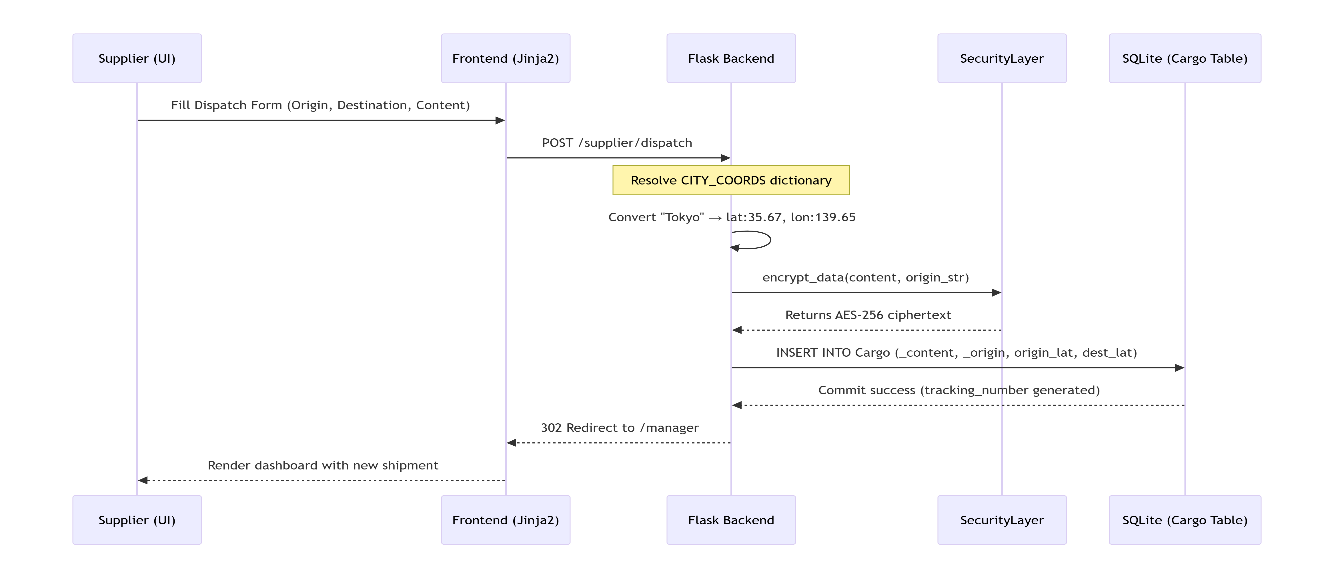 Supplier (UI)
Frontend (Jinja2)
Flask Backend
SecurityLayer
SQLite (Cargo Table)
Fill Dispatch Form (Origin, Destination, Content)
POST /supplier/dispatch
Resolve CITY_COORDS dictionary
Convert "Tokyo" → lat:35.67, lon:139.65
encrypt_data(content, origin_str)
Returns AES-256 ciphertext
INSERT INTO Cargo (_content, _origin, origin_lat, dest_lat)
Commit success (tracking_number generated)
302 Redirect to /manager
Render dashboard with new shipment
Supplier (UI)
Frontend (Jinja2)
Flask Backend
SecurityLayer
SQLite (Cargo Table)